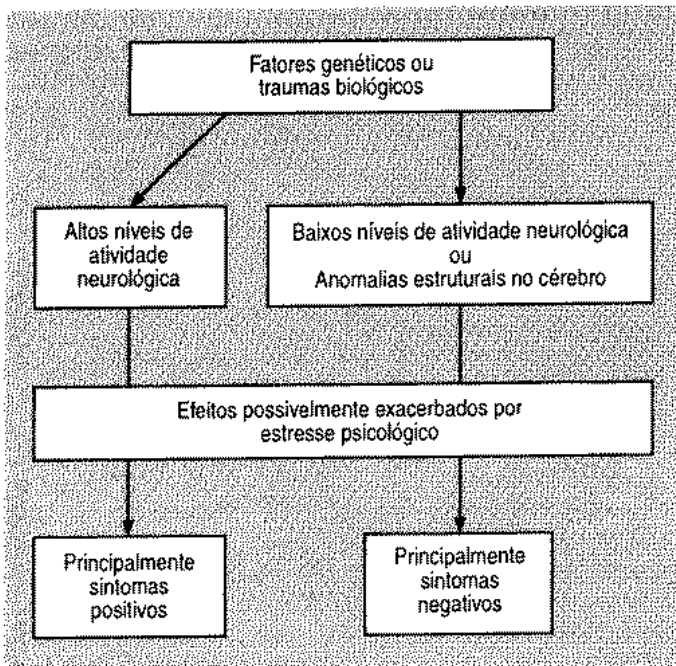 Fatores genéticos ou
traumas biológicos
Altos níveis de
atividade
neurológica
Baixos níveis de atividade neurológica
ou
Anomalias estruturais no cérebro
Efeitos possivelmente exacerbados por
estresse psicológico
Principalmente
sintomas
positivos
Principalmente
sintomas
negativos